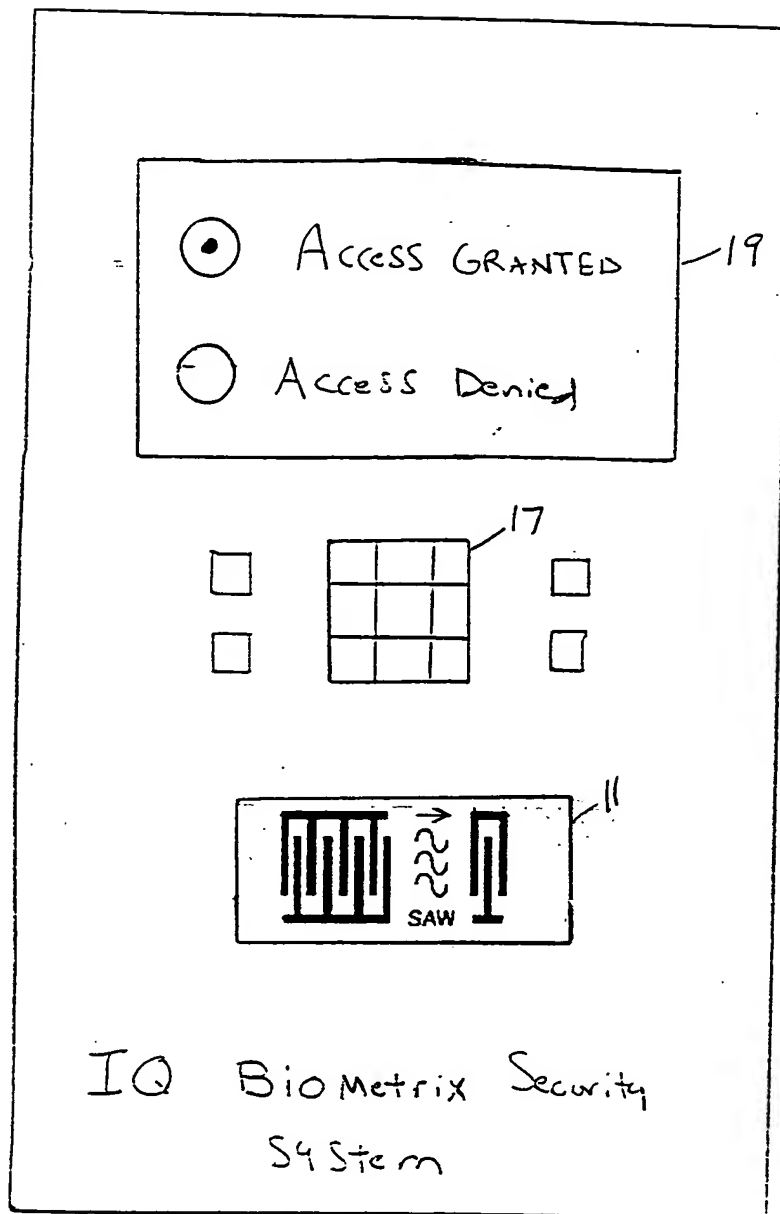 Access GRANTED
19
Access Denied
17
11
SAW
IQ BioMetrix Security
System